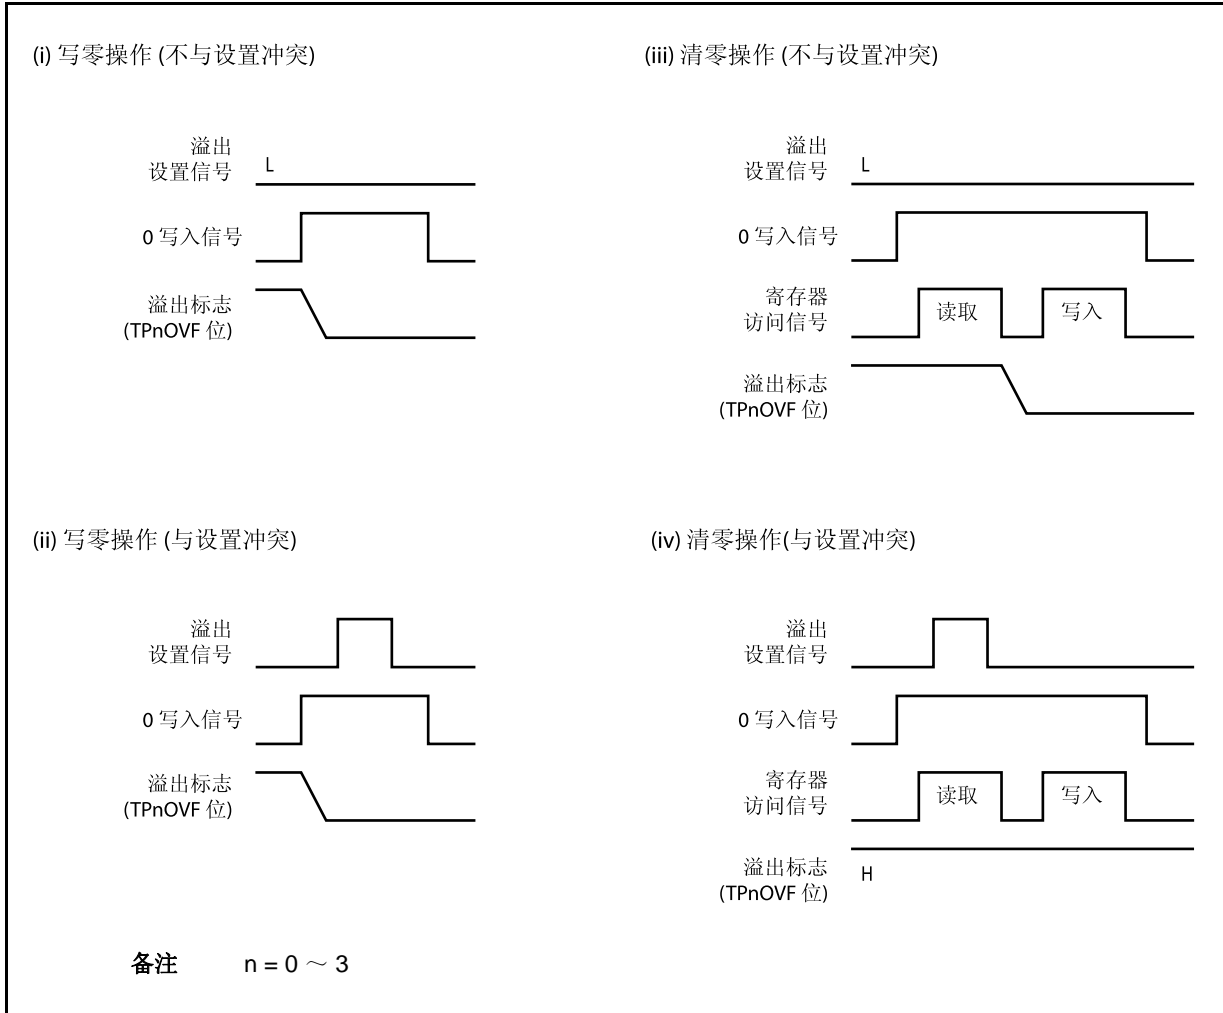 (i) 写零操作 (不与设置冲突)
溢出
设置信号
L
0 写入信号
溢出标志
(TPnOVF 位)
(iii) 清零操作 (不与设置冲突)
溢出
设置信号
L
0 写入信号
寄存器
访问信号
读取
写入
溢出标志
(TPnOVF 位)
(ii) 写零操作 (与设置冲突)
溢出
设置信号
0 写入信号
溢出标志
(TPnOVF 位)
(iv) 清零操作(与设置冲突)
溢出
设置信号
0 写入信号
寄存器
访问信号
读取
写入
溢出标志
(TPnOVF 位)
H
备注 n = 0 ～ 3